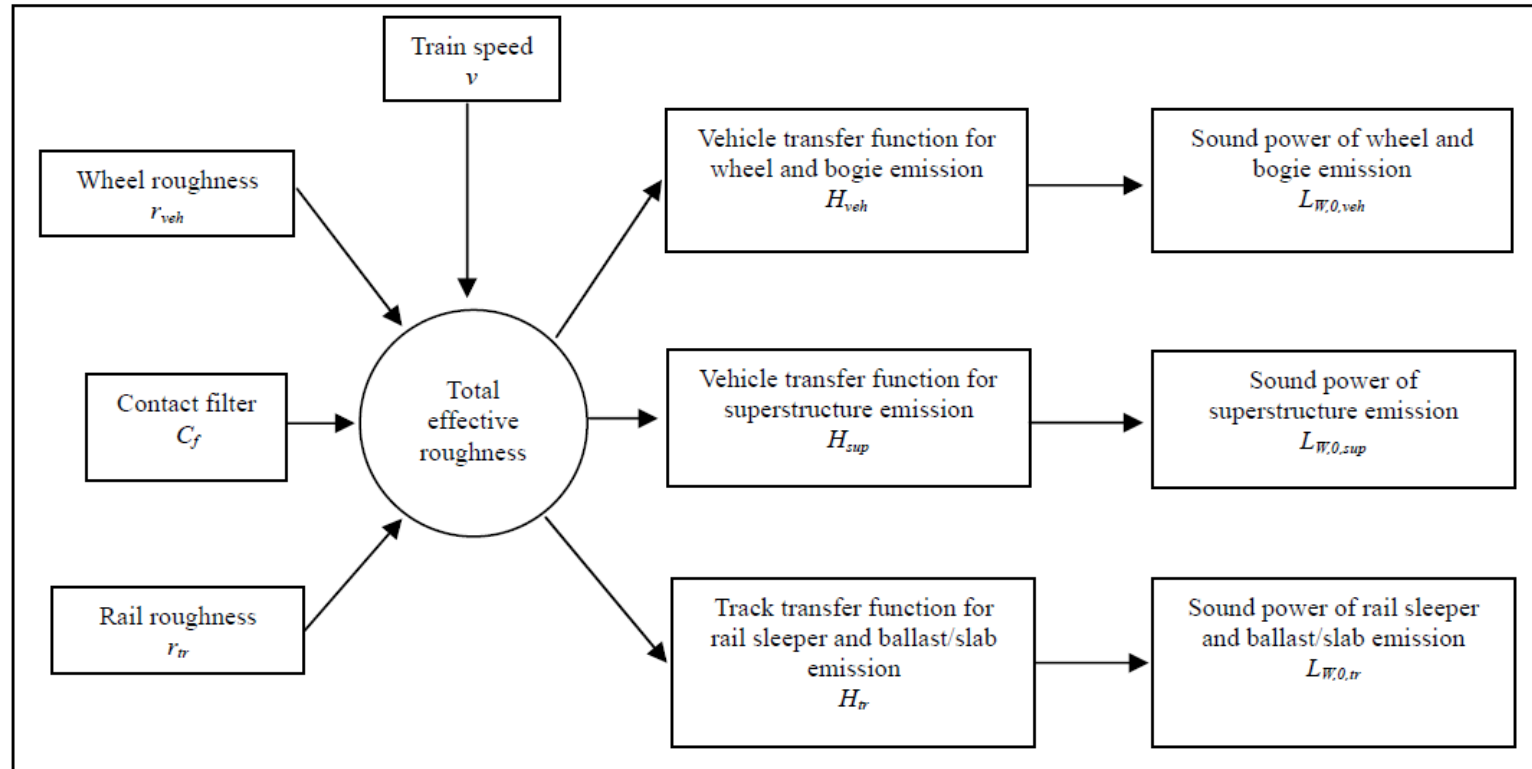 Train speed
v
Wheel roughness
r_veh
Contact filter
C_f
Rail roughness
r_tr
Total
effective
roughness
Vehicle transfer function for
wheel and bogie emission
H_veh
Sound power of wheel and
bogie emission
L_W,0,veh
Vehicle transfer function for
superstructure emission
H_sup
Sound power of
superstructure emission
L_W,0,sup
Track transfer function for
rail sleeper and ballast/slab
emission
H_tr
Sound power of rail sleeper
and ballast/slab emission
L_W,0,tr